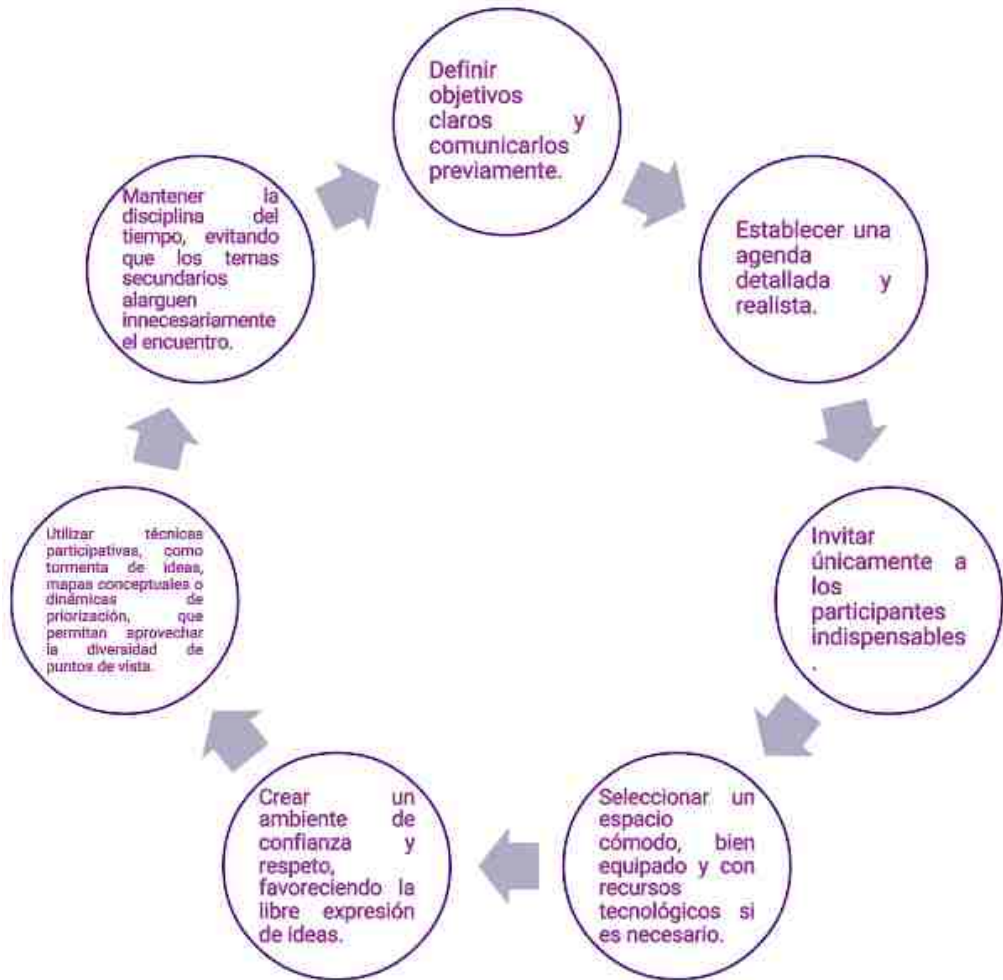 Definir
objetivos
claros y
comunicarlos
previamente.
Establecer una
agenda
detallada y
realista.
Invitar
únicamente a
los
participantes
indispensables
.
Seleccionar un
espacio
cómodo, bien
equipado y con
recursos
tecnológicos si
es necesario.
Crear un
ambiente de
confianza y
respeto,
favoreciendo la
libre expresión
de ideas.
Utilizar técnicas
participativas, como
tormenta de ideas,
mapas conceptuales o
dinámicas de
priorización, que
permitan aprovechar
la diversidad de
puntos de vista.
Mantener la
disciplina del
tiempo, evitando
que los temas
secundarios
alarguen
innecesariamente
el encuentro.